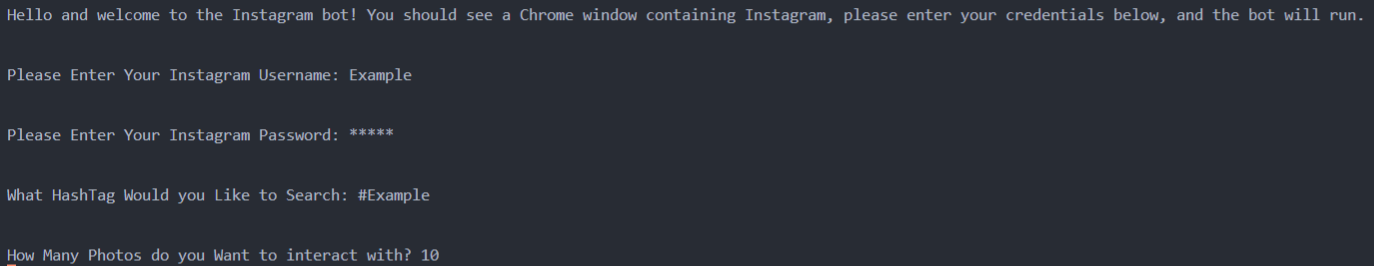 Hello and welcome to the Instagram bot! You should see a Chrome window containing Instagram, please enter your credentials below, and the bot will run.
Please Enter Your Instagram Username: Example
Please Enter Your Instagram Password: *****
What HashTag Would you Like to Search: #Example
How Many Photos do you Want to interact with? 10